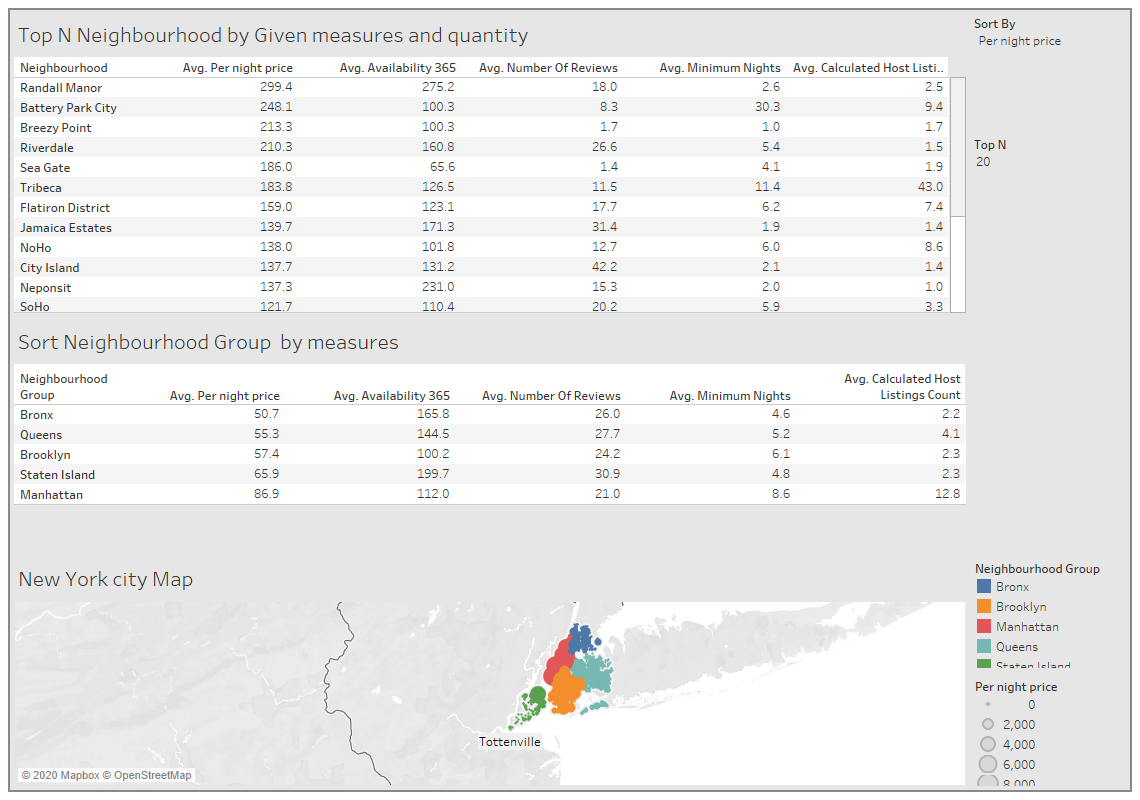 Top N Neighbourhood by Given measures and quantity
Sort By
Per night price
Neighbourhood Avg. Per night price Avg. Availability 365 Avg. Number Of Reviews Avg. Minimum Nights Avg. Calculated Host Listi..
Randall Manor 299.4 275.2 18.0 2.6 2.5
Battery Park City 248.1 100.3 8.3 30.3 9.4
Breezy Point 213.3 100.3 1.7 1.0 1.7
Riverdale 210.3 160.8 26.6 5.4 1.5
Top N
20
Sea Gate 186.0 65.6 1.4 4.1 1.9
Tribeca 183.8 126.5 11.5 11.4 43.0
Flatiron District 159.0 123.1 17.7 6.2 7.4
Jamaica Estates 139.7 171.3 31.4 1.9 1.4
NoHo 138.0 101.8 12.7 6.0 8.6
City Island 137.7 131.2 42.2 2.1 1.4
Neponsit 137.3 231.0 15.3 2.0 1.0
SoHo 121.7 110.4 20.2 5.9 3.3
Sort Neighbourhood Group by measures
Neighbourhood Avg. Calculated Host
Group Avg. Per night price Avg. Availability 365 Avg. Number Of Reviews Avg. Minimum Nights Listings Count
Bronx 50.7 165.8 26.0 4.6 2.2
Queens 55.3 144.5 27.7 5.2 4.1
Brooklyn 57.4 100.2 24.2 6.1 2.3
Staten Island 65.9 199.7 30.9 4.8 2.3
Manhattan 86.9 112.0 21.0 8.6 12.8
New York city Map
Tottenville
© 2020 Mapbox © OpenStreetMap
Neighbourhood Group
Bronx
Brooklyn
Manhattan
Queens
Staten Island
Per night price
0
2,000
4,000
6,000
8,000